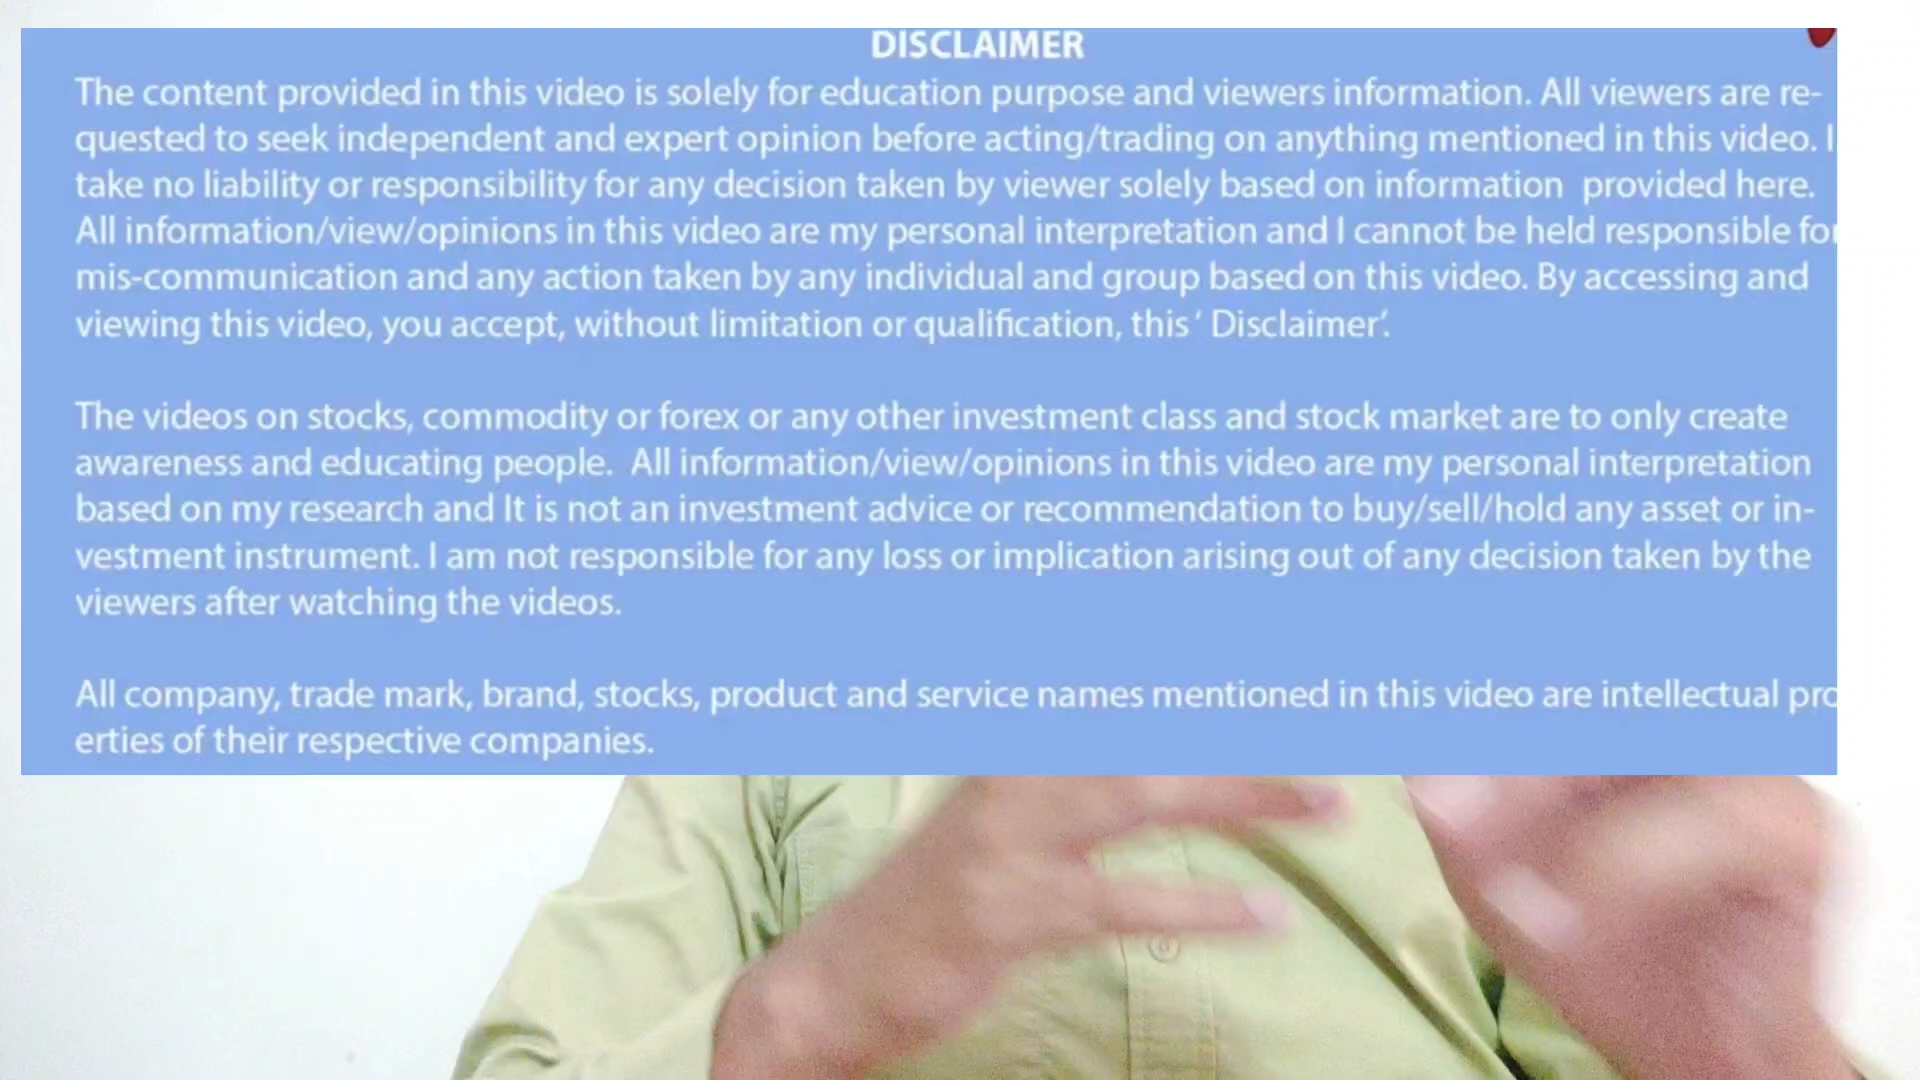 DISCLAIMER
The content provided in this video is solely for education purpose and viewers information. All viewers are re-
quested to seek independent and expert opinion before acting/trading on anything mentioned in this video. I
take no liability or responsibility for any decision taken by viewer solely based on information  provided here.
All information/view/opinions in this video are my personal interpretation and I cannot be held responsible for
mis-communication and any action taken by any individual and group based on this video. By accessing and
viewing this video, you accept, without limitation or qualification, this ‘ Disclaimer’.
The videos on stocks, commodity or forex or any other investment class and stock market are to only create
awareness and educating people.  All information/view/opinions in this video are my personal interpretation
based on my research and It is not an investment advice or recommendation to buy/sell/hold any asset or in-
vestment instrument. I am not responsible for any loss or implication arising out of any decision taken by the
viewers after watching the videos.
All company, trade mark, brand, stocks, product and service names mentioned in this video are intellectual pro
erties of their respective companies.